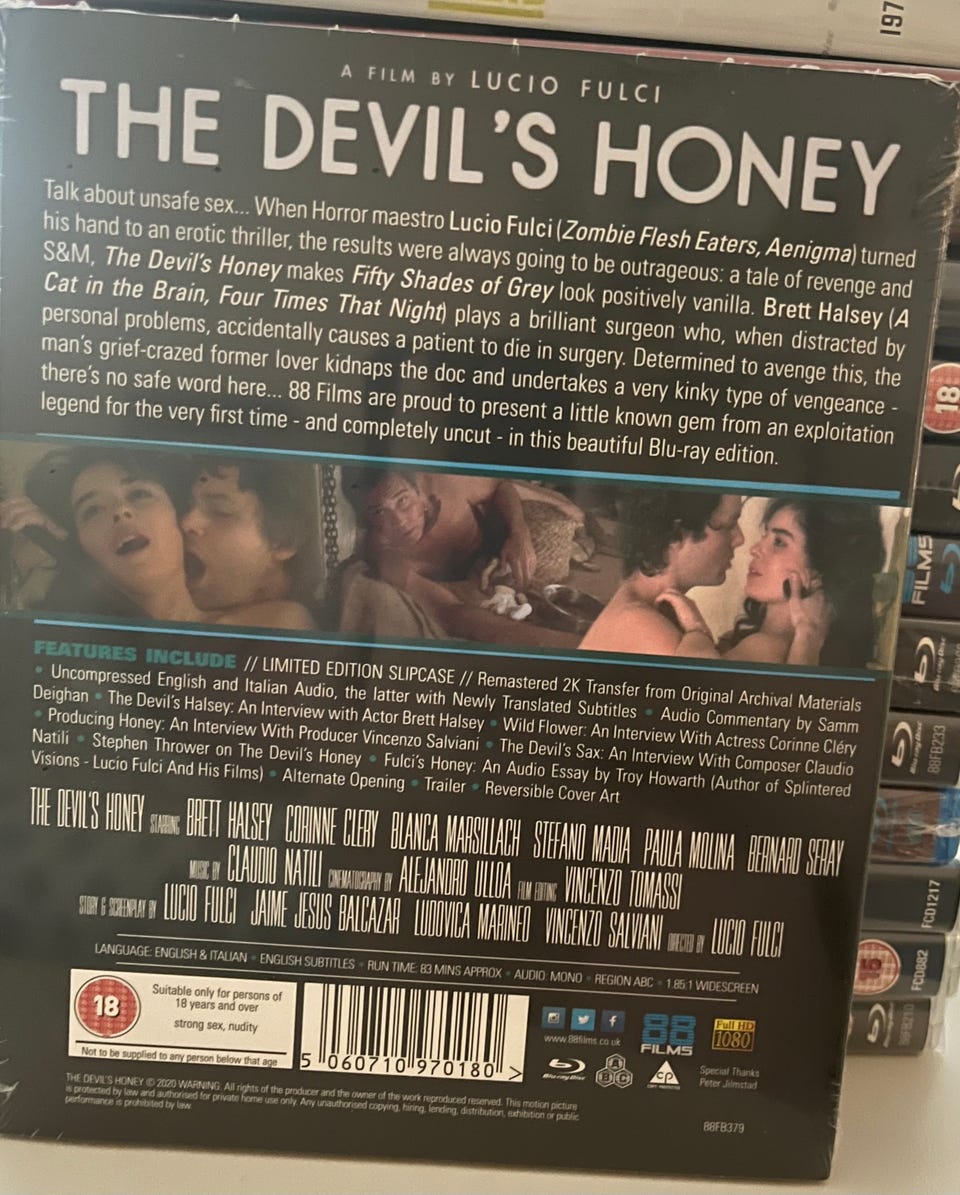 197
A FILM BY LUCIO FULCI
THE DEVIL'S HONEY
Talk about unsafe sex... When Horror maestro Lucio Fulci (Zombie Flesh Eaters, Aenigma) turned
his hand to an erotic thriller, the results were always going to be outrageous: a tale of revenge and
S&M, The Devil's Honey makes Fifty Shades of Grey look positively vanilla. Brett Halsey (A
Cat in the Brain, Four Times That Night) plays a brilliant surgeon who, when distracted by
personal problems, accidentally causes a patient to die in surgery. Determined to avenge this, the
man's grief-crazed former lover kidnaps the doc and undertakes a very kinky type of vengeance -
there's no safe word here... 88 Films are proud to present a little known gem from an exploitation
legend for the very first time - and completely uncut - in this beautiful Blu-ray edition.
FEATURES INCLUDE // LIMITED EDITION SLIPCASE // Remastered 2K Transfer from Original Archival Materials
• Uncompressed English and Italian Audio, the latter with Newly Translated Subtitles • Audio Commentary by Samm
Deighan • The Devil's Halsey: An Interview with Actor Brett Halsey • Wild Flower: An Interview With Actress Corinne Cléry
• Producing Honey: An Interview With Producer Vincenzo Salviani • The Devil's Sax: An Interview With Composer Claudio
Natili • Stephen Thrower on The Devil's Honey • Fulci's Honey: An Audio Essay by Troy Howarth (Author of Splintered
Visions - Lucio Fulci And His Films) • Alternate Opening • Trailer • Reversible Cover Art
THE DEVIL'S HONEY STARRING BRETT HALSEY CORINNE CLERY BLANCA MARSILLACH STEFANO MADIA PAULA MOLINA BERNARD SERAY
MUSIC BY CLAUDIO NATILI CINEMATOGRAPHY BY ALEJANDRO ULLOA FILM EDITING VINCENZO TOMASSI
STORY & SCREENPLAY BY LUCIO FULCI JAIME JESUS BALCAZAR LUDOVICA MARINEO VINCENZO SALVIANI DIRECTED BY LUCIO FULCI
LANGUAGE: ENGLISH & ITALIAN • ENGLISH SUBTITLES • RUN TIME: 83 MINS APPROX • AUDIO: MONO • REGION ABC • 1.85:1 WIDESCREEN
18
Suitable only for persons of
18 years and over
strong sex, nudity
Not to be supplied to any person below that age
5 060710 970180 >
www.88films.co.uk
88
FILMS
Full HD
1080
Blu-ray Disc
A B C
CP
COPY PROTECTED
Special Thanks
Peter Jilmstad
THE DEVIL'S HONEY © 2020 WARNING: All rights of the producer and the owner of the work reproduced reserved. This motion picture
is protected by law and authorised for private home use only. Any unauthorised copying, hiring, lending, distribution, exhibition or public
performance is prohibited by law.
88FB379
18
FILMS
Blu-ray Disc
Blu-ray Disc
88FB233
FCD1217
FCD882